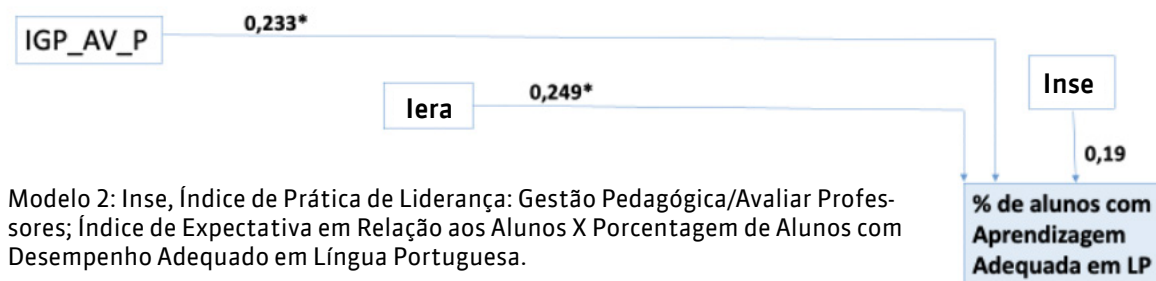 0,233*
IGP_AV_P
Inse
0,249*
Iera
0,19
Modelo 2: Inse, Índice de Prática de Liderança: Gestão Pedagógica/Avaliar Profes-
sores; Índice de Expectativa em Relação aos Alunos X Porcentagem de Alunos com
Desempenho Adequado em Língua Portuguesa.
% de alunos com
Aprendizagem
Adequada em LP